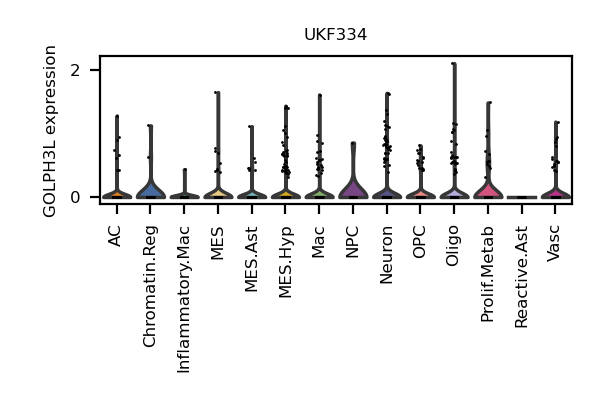 UKF334
GOLPH3L expression
2
0
AC
Chromatin.Reg
Inflammatory.Mac
MES
MES.Ast
MES.Hyp
Mac
NPC
Neuron
OPC
Oligo
Prolif.Metab
Reactive.Ast
Vasc